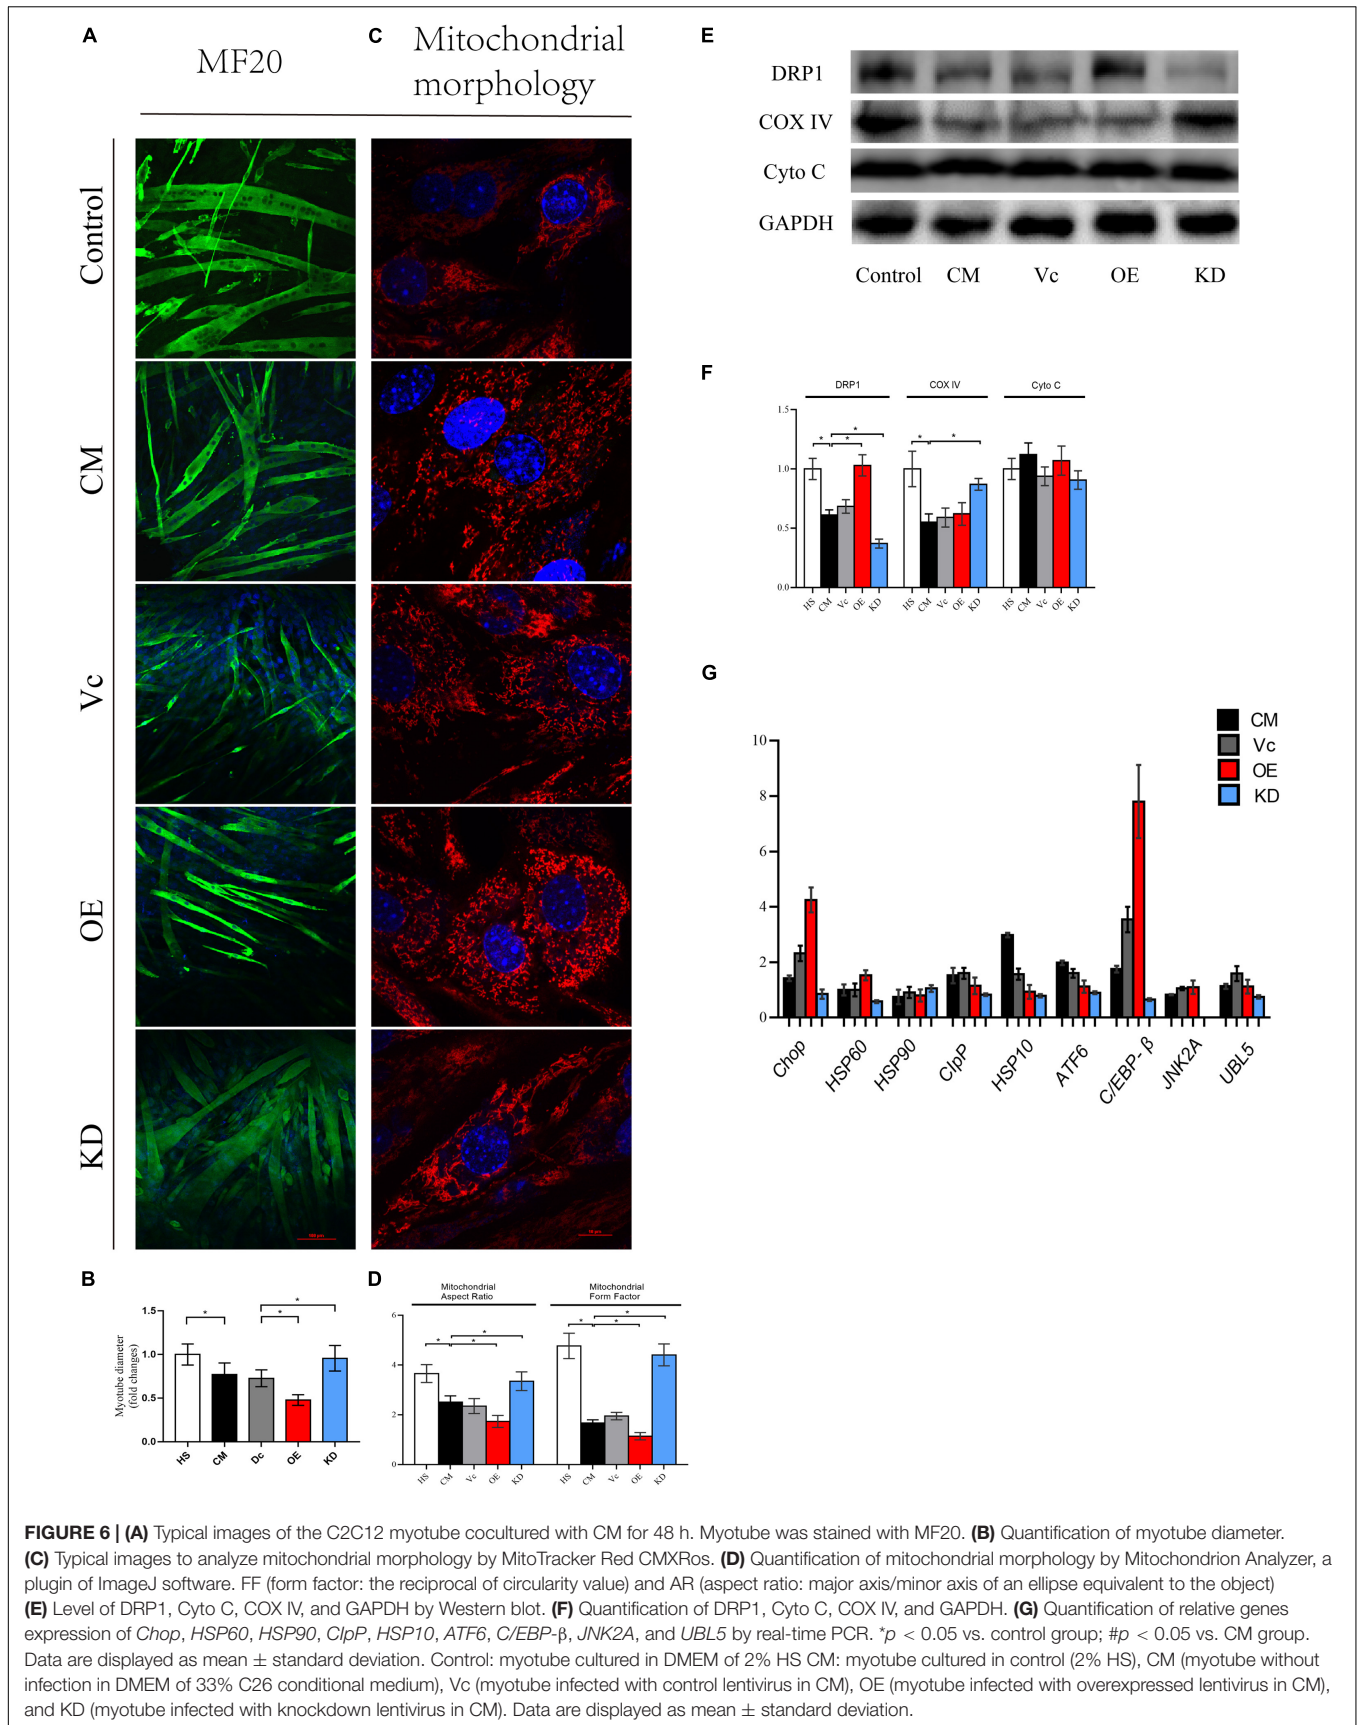 A
MF20
C
Mitochondrial
morphology
Control
CM
Vc
OE
KD
100 μm
10 μm
B
Myotube diameter
(fold changes)
1.5
1.0
0.5
0.0
*
*
*
HS
CM
Dc
OE
KD
D
Mitochondrial
Aspect Ratio
Mitochondrial
Form Factor
6
4
2
0
*
*
*
*
*
*
HS
CM
Vc
OE
KD
HS
CM
Vc
OE
KD
E
DRP1
COX IV
Cyto C
GAPDH
Control CM Vc OE KD
F
DRP1
COX IV
Cyto C
1.5
1.0
0.5
0.0
*
*
*
*
*
HS
CM
Vc
OE
KD
HS
CM
Vc
OE
KD
HS
CM
Vc
OE
KD
G
CM
Vc
OE
KD
10
8
6
4
2
0
Chop
HSP60
HSP90
ClpP
HSP10
ATF6
C/EBP- β
JNK2A
UBL5
FIGURE 6 | (A) Typical images of the C2C12 myotube cocultured with CM for 48 h. Myotube was stained with MF20. (B) Quantification of myotube diameter.
(C) Typical images to analyze mitochondrial morphology by MitoTracker Red CMXRos. (D) Quantification of mitochondrial morphology by Mitochondrion Analyzer, a
plugin of ImageJ software. FF (form factor: the reciprocal of circularity value) and AR (aspect ratio: major axis/minor axis of an ellipse equivalent to the object)
(E) Level of DRP1, Cyto C, COX IV, and GAPDH by Western blot. (F) Quantification of DRP1, Cyto C, COX IV, and GAPDH. (G) Quantification of relative genes
expression of Chop, HSP60, HSP90, ClpP, HSP10, ATF6, C/EBP-β, JNK2A, and UBL5 by real-time PCR. *p < 0.05 vs. control group; #p < 0.05 vs. CM group.
Data are displayed as mean ± standard deviation. Control: myotube cultured in DMEM of 2% HS CM: myotube cultured in control (2% HS), CM (myotube without
infection in DMEM of 33% C26 conditional medium), Vc (myotube infected with control lentivirus in CM), OE (myotube infected with overexpressed lentivirus in CM),
and KD (myotube infected with knockdown lentivirus in CM). Data are displayed as mean ± standard deviation.